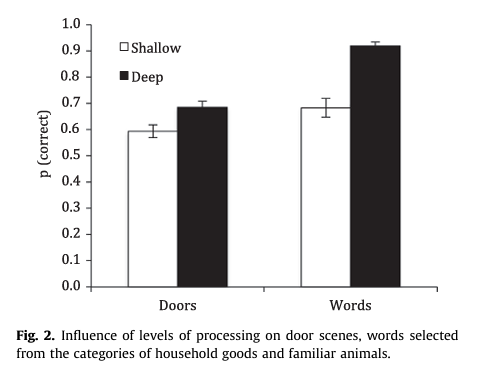 1.0
0.9
0.8
0.7
0.6
0.5
0.4
0.3
0.2
0.1
0.0
p (correct)
Shallow
Deep
Doors Words
Fig. 2. Influence of levels of processing on door scenes, words selected
from the categories of household goods and familiar animals.